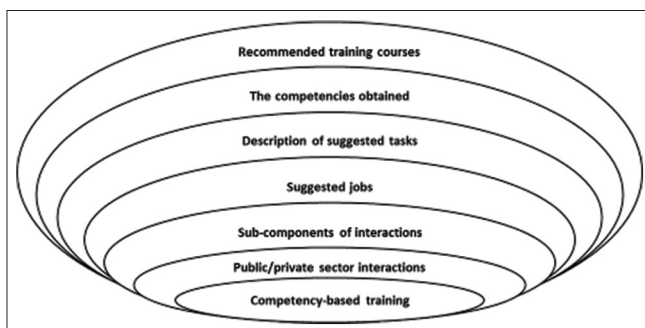 Recommended training courses
The competencies obtained
Description of suggested tasks
Suggested jobs
Sub-components of interactions
Public/private sector interactions
Competency-based training